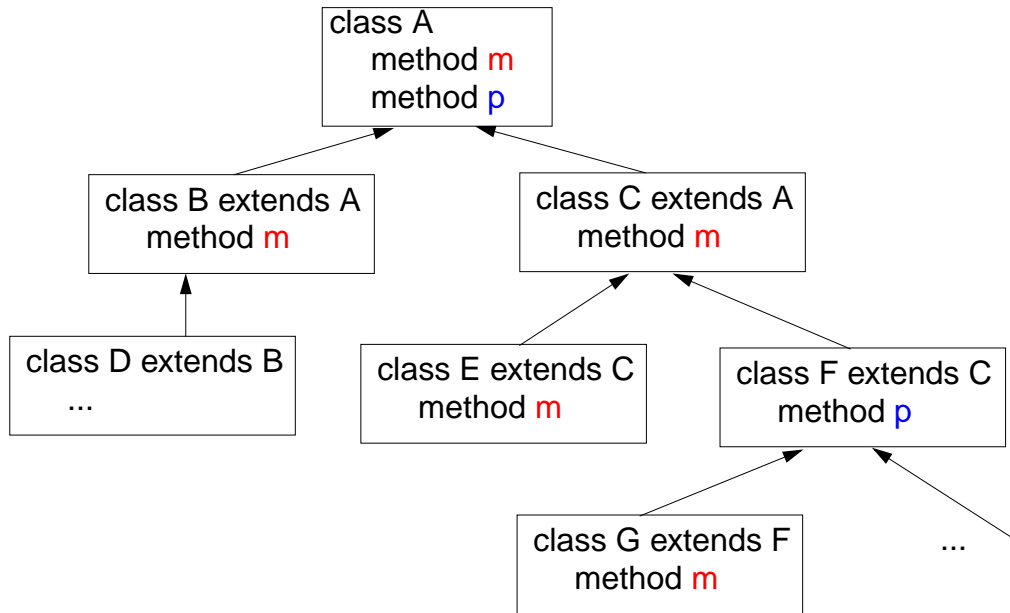 class A
method m
method p
class B extends A
method m
class C extends A
method m
class D extends B
...
class E extends C
method m
class F extends C
method p
class G extends F
method m
...